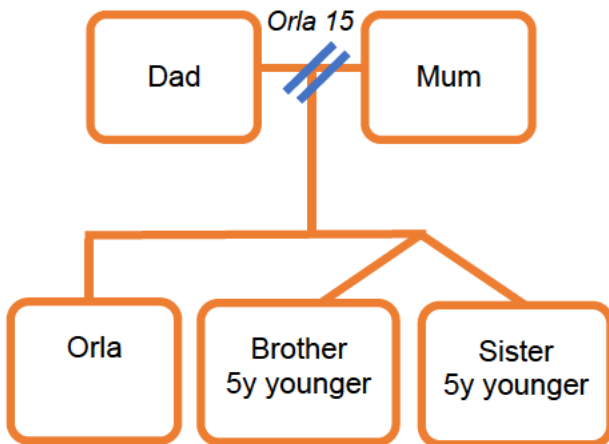 Orla 15
Dad
Mum
Orla
Brother
5y younger
Sister
5y younger